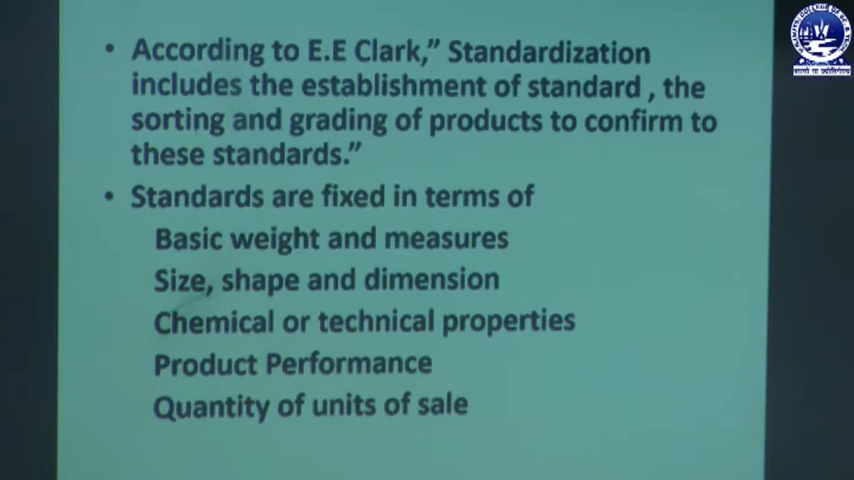 • According to E.E Clark,” Standardization
includes the establishment of standard , the
sorting and grading of products to confirm to
these standards.”
• Standards are fixed in terms of
Basic weight and measures
Size, shape and dimension
Chemical or technical properties
Product Performance
Quantity of units of sale